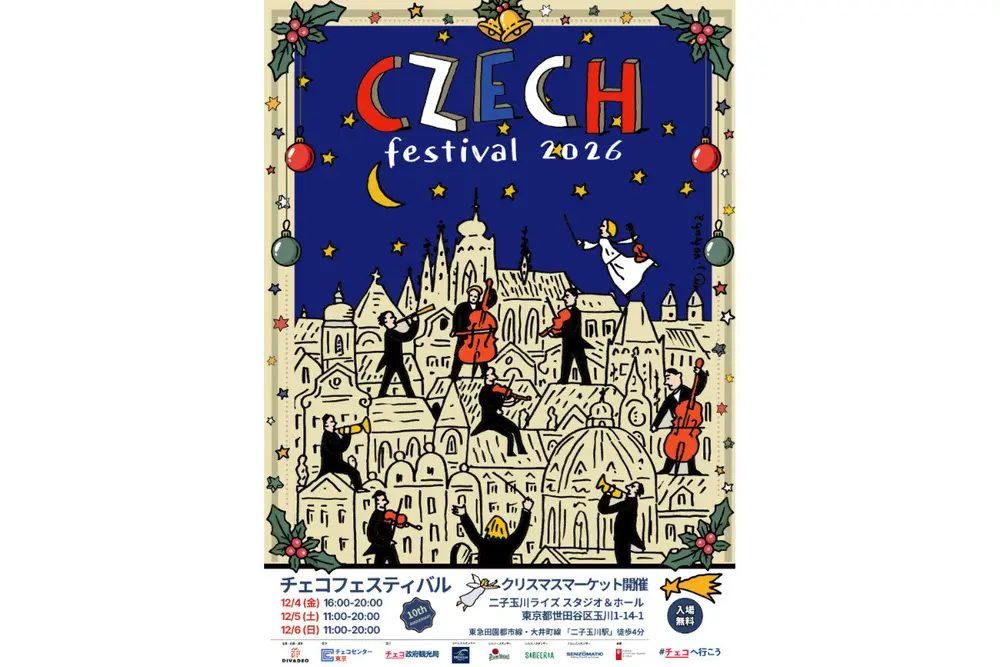 CZECH
festival 2026
チェコフェスティバル
12/4 (金) 16:00-20:00
12/5 (土) 11:00-20:00
12/6 (日) 11:00-20:00
10th
クリスマスマーケット開催
二子玉川ライズ スタジオ＆ホール
東京都世田谷区玉川1-14-1
東急田園都市線・大井町線 「二子玉川駅」 徒歩4分
入場
無料
DIVADLO
チェコセンター
東京
チェコ政府観光局
SIBEERIA
SENZOMATIC
#チェコへ行こう